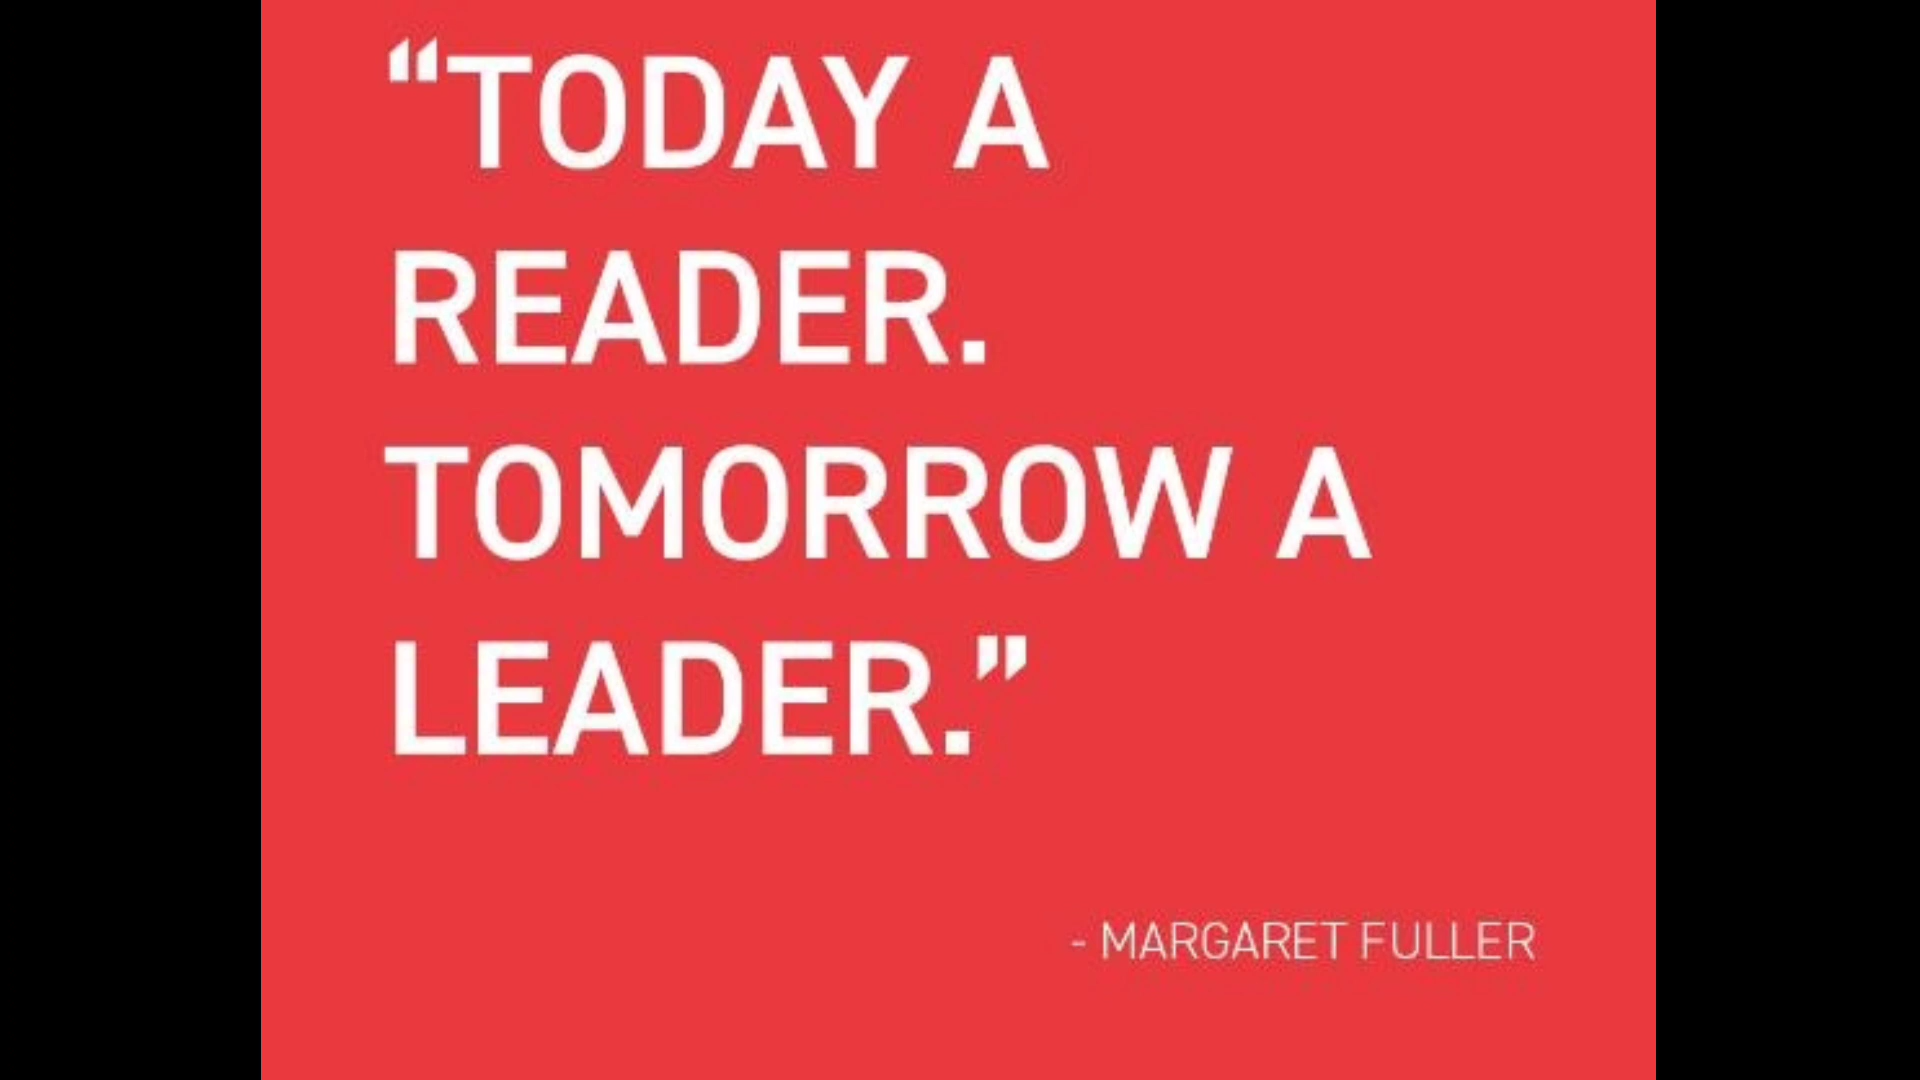 “TODAY A
READER.
TOMORROW A
LEADER.”
- MARGARET FULLER